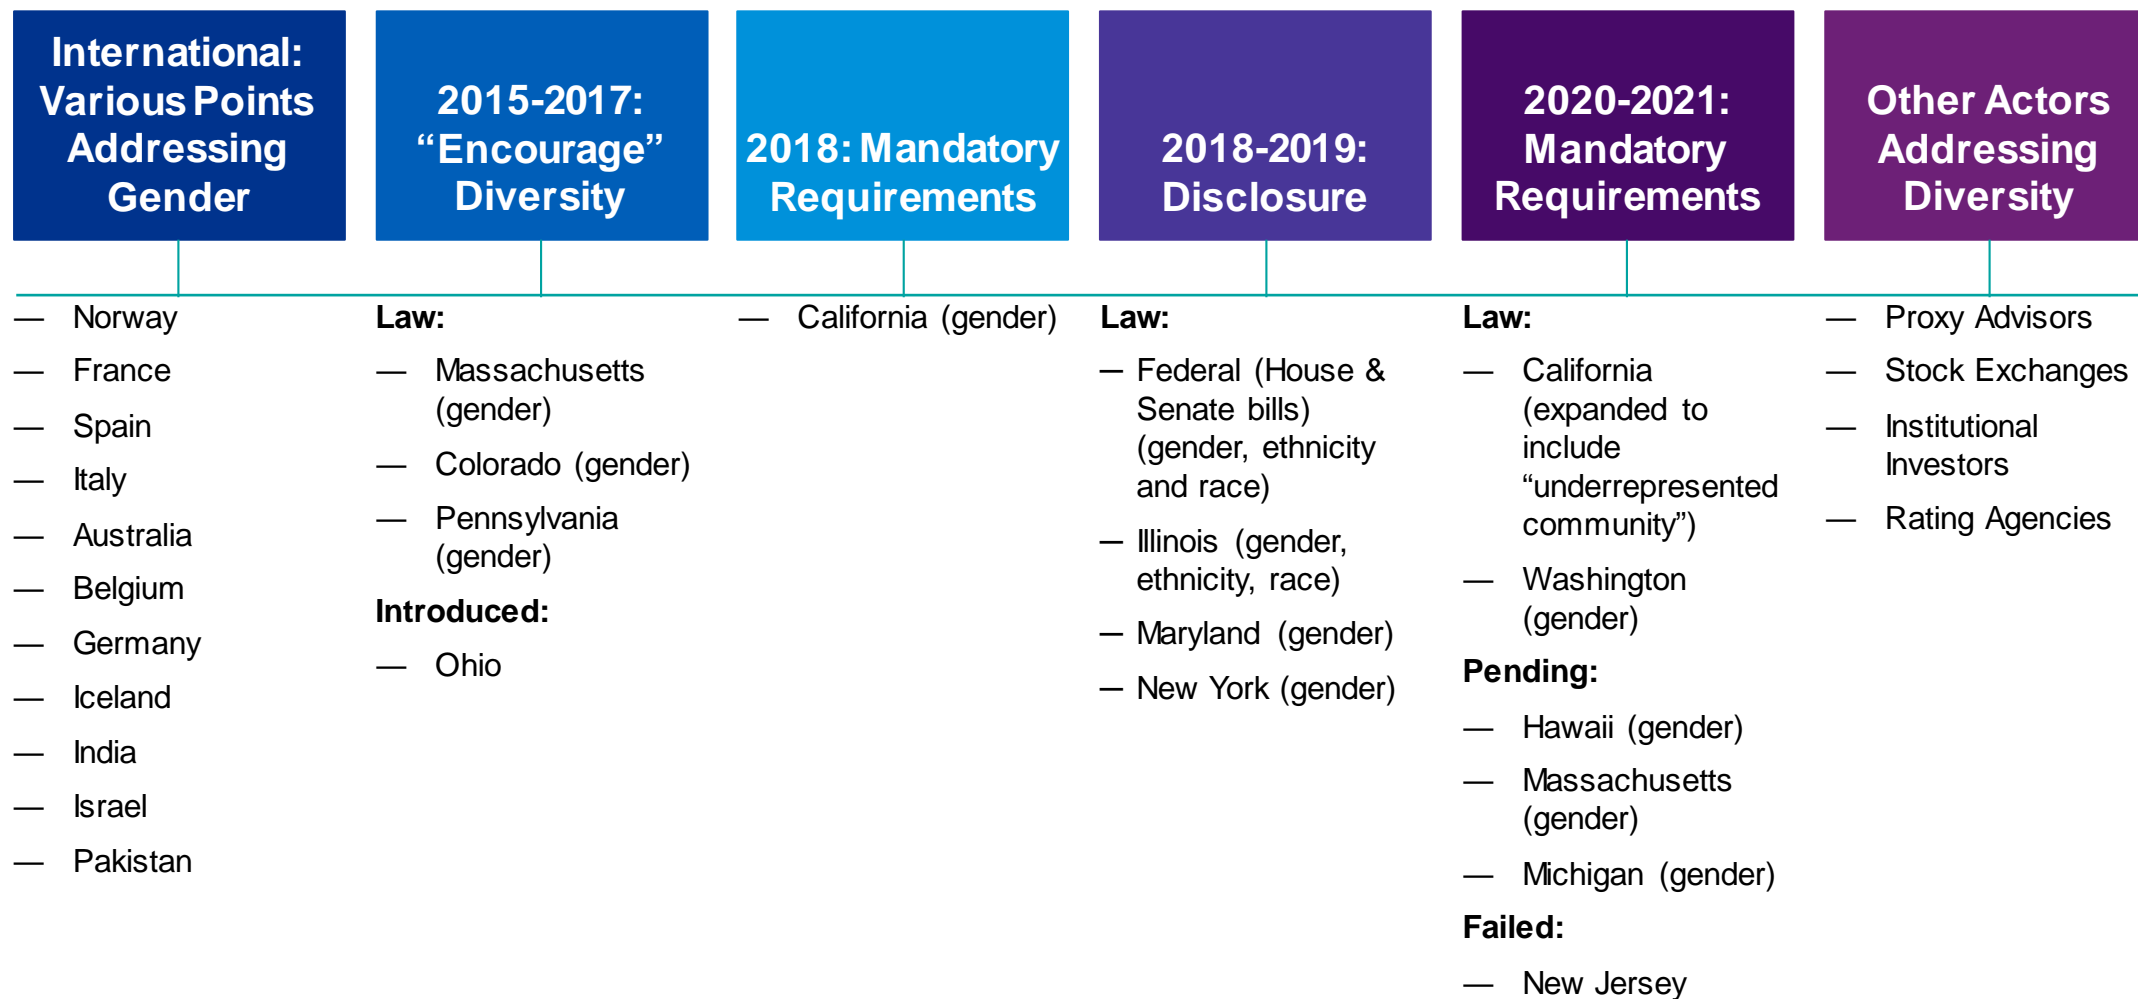 International:
Various Points
Addressing
Gender
2015-2017:
“Encourage”
Diversity
2018: Mandatory
Requirements
2018-2019:
Disclosure
2020-2021:
Mandatory
Requirements
Other Actors
Addressing
Diversity
— Norway
— France
— Spain
— Italy
— Australia
— Belgium
— Germany
— Iceland
— India
— Israel
— Pakistan
Law:
— Massachusetts
(gender)
— Colorado (gender)
— Pennsylvania
(gender)
Introduced:
— Ohio
— California (gender)
Law:
— Federal (House &
Senate bills)
(gender, ethnicity
and race)
— Illinois (gender,
ethnicity, race)
— Maryland (gender)
— New York (gender)
Law:
— California
(expanded to
include
“underrepresented
community”)
— Washington
(gender)
Pending:
— Hawaii (gender)
— Massachusetts
(gender)
— Michigan (gender)
Failed:
— New Jersey
— Proxy Advisors
— Stock Exchanges
— Institutional
Investors
— Rating Agencies